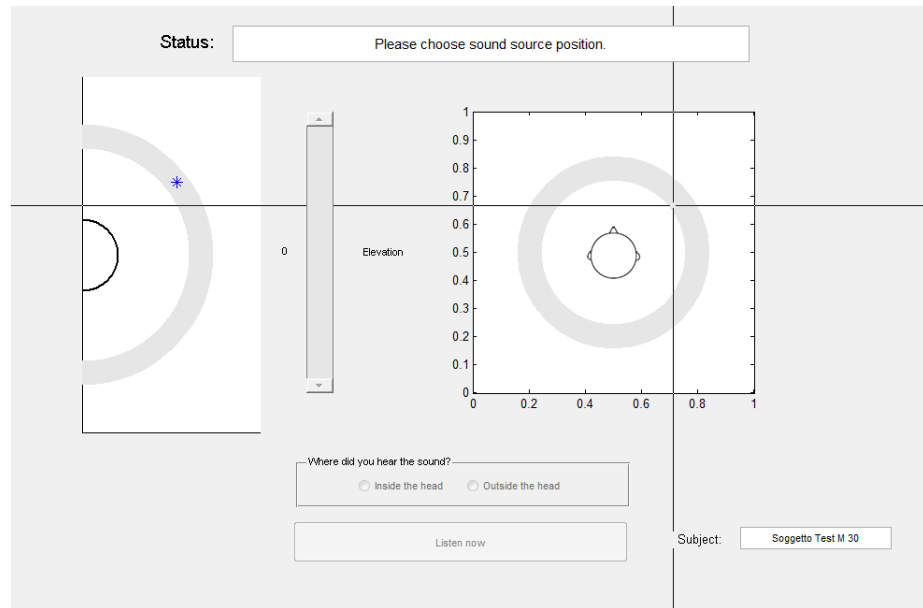 Status:
Please choose sound source position.
1
0.9
0.8
0.7
0.6
0.5
0.4
0.3
0.2
0.1
0
0
0.2
0.4
0.6
0.8
1
0
Elevation
Where did you hear the sound?
Inside the head
Outside the head
Listen now
Subject:
Soggetto Test M 30